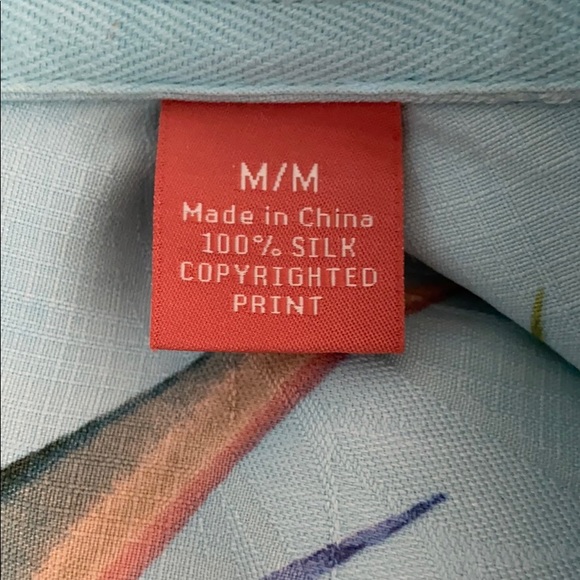 M/M
Made in China
100% SILK
COPYRIGHTED
PRINT